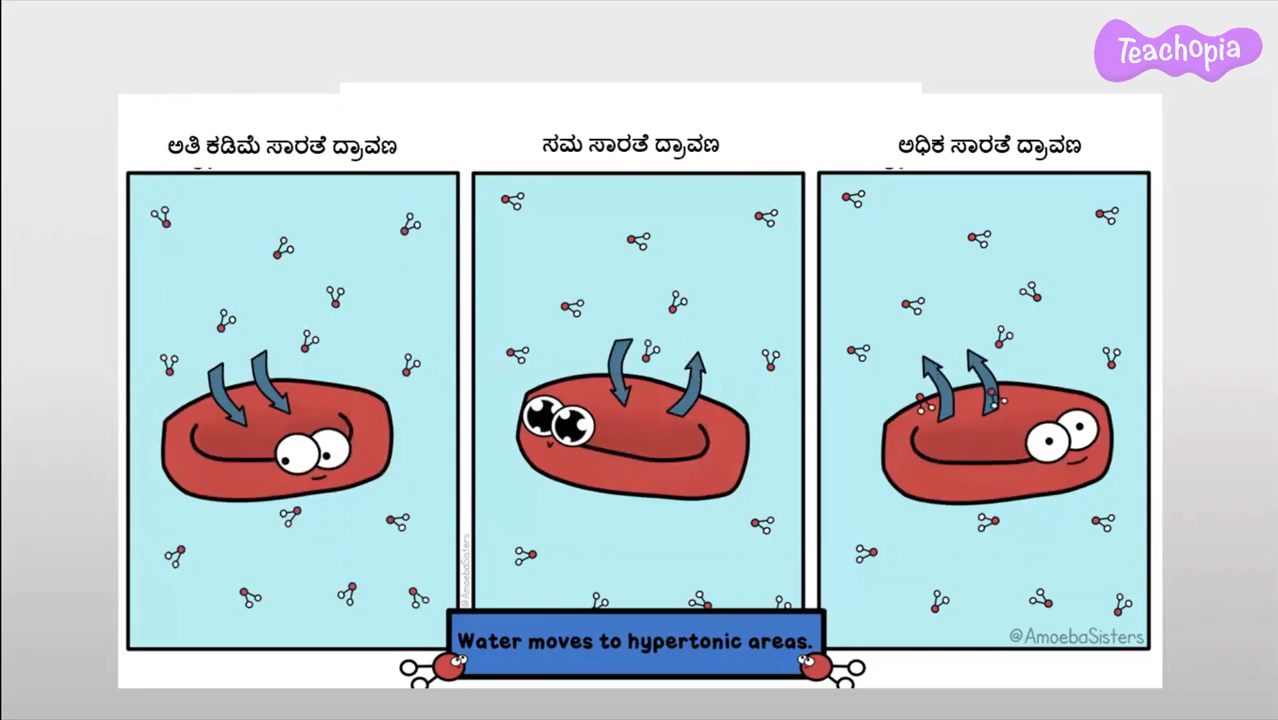 Teachopia
ಅತಿ ಕಡಿಮೆ ಸಾರತೆ ದ್ರಾವಣ
ಸಮ ಸಾರತೆ ದ್ರಾವಣ
ಅಧಿಕ ಸಾರತೆ ದ್ರಾವಣ
@AmoebaSisters
@AmoebaSisters
Water moves to hypertonic areas.